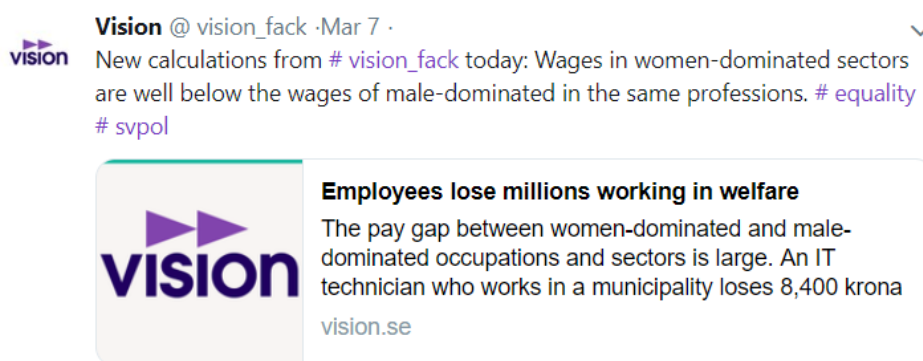 Vision @ vision_fack ·Mar 7 ·
vision
New calculations from # vision_fack today: Wages in women-dominated sectors
are well below the wages of male-dominated in the same professions. # equality
# svpol
vision
Employees lose millions working in welfare
The pay gap between women-dominated and male-
dominated occupations and sectors is large. An IT
technician who works in a municipality loses 8,400 krona
vision.se